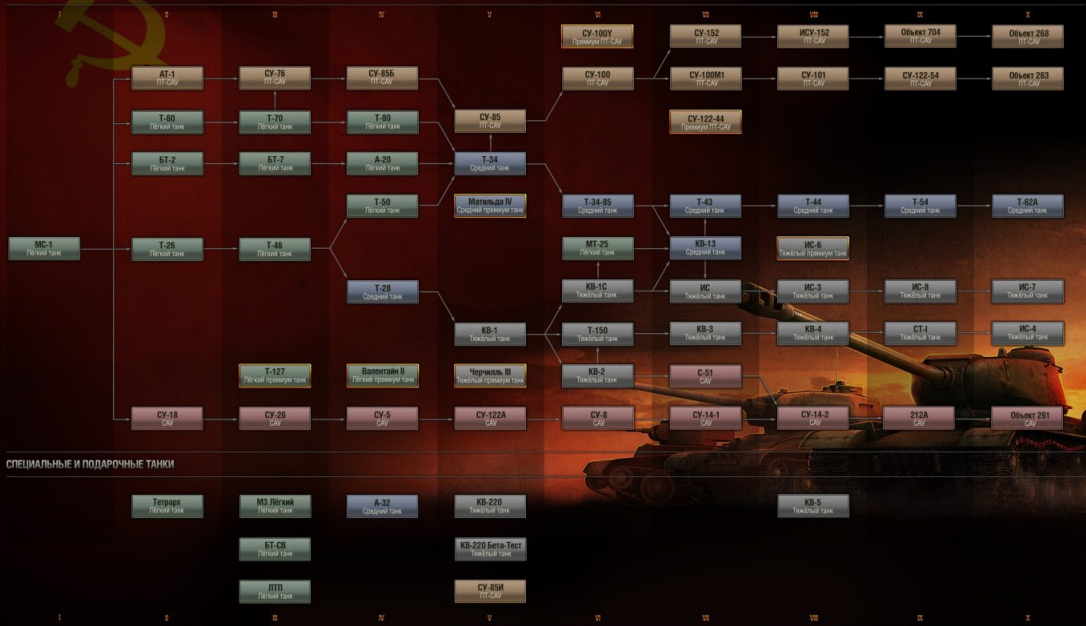 I II III IV V VI VII VIII IX X
СУ-100Y СУ-152 ИСУ-152 Объект 704 Объект 268
Премиум ПТ-САУ ПТ-САУ ПТ-САУ ПТ-САУ ПТ-САУ
АТ-1 СУ-76 СУ-85Б СУ-100 СУ-100М1 СУ-101 СУ-122-54 Объект 263
ПТ-САУ ПТ-САУ ПТ-САУ ПТ-САУ ПТ-САУ ПТ-САУ ПТ-САУ ПТ-САУ
Т-60 Т-70 Т-80 СУ-85 СУ-122-44
Лёгкий танк Лёгкий танк Лёгкий танк ПТ-САУ Премиум ПТ-САУ
БТ-2 БТ-7 А-20 Т-34
Лёгкий танк Лёгкий танк Лёгкий танк Средний танк
Т-50 Матильда IV Т-34-85 Т-43 Т-44 Т-54 Т-62А
Лёгкий танк Средний премиум танк Средний танк Средний танк Средний танк Средний танк Средний танк
МС-1 Т-26 Т-46 МТ-25 КВ-13 ИС-6
Лёгкий танк Лёгкий танк Лёгкий танк Лёгкий танк Средний танк Тяжёлый премиум танк
Т-28 КВ-1С ИС ИС-3 ИС-8 ИС-7
Средний танк Тяжёлый танк Тяжёлый танк Тяжёлый танк Тяжёлый танк Тяжёлый танк
КВ-1 Т-150 КВ-3 КВ-4 СТ-I ИС-4
Тяжёлый танк Тяжёлый танк Тяжёлый танк Тяжёлый танк Тяжёлый танк Тяжёлый танк
Т-127 Валентайн II Черчилль III КВ-2 С-51
Лёгкий премиум танк Лёгкий премиум танк Тяжёлый премиум танк Тяжёлый танк САУ
СУ-18 СУ-26 СУ-5 СУ-122А СУ-8 СУ-14-1 СУ-14-2 212А Объект 261
САУ САУ САУ САУ САУ САУ САУ САУ САУ
СПЕЦИАЛЬНЫЕ И ПОДАРОЧНЫЕ ТАНКИ
Тетрарх М3 Лёгкий А-32 КВ-220 КВ-5
Лёгкий танк Лёгкий танк Средний танк Тяжёлый танк Тяжёлый танк
БТ-СВ КВ-220 Бета-Тест
Лёгкий танк Тяжёлый танк
ЛТП СУ-85И
Лёгкий танк ПТ-САУ
I II III IV V VI VII VIII IX X